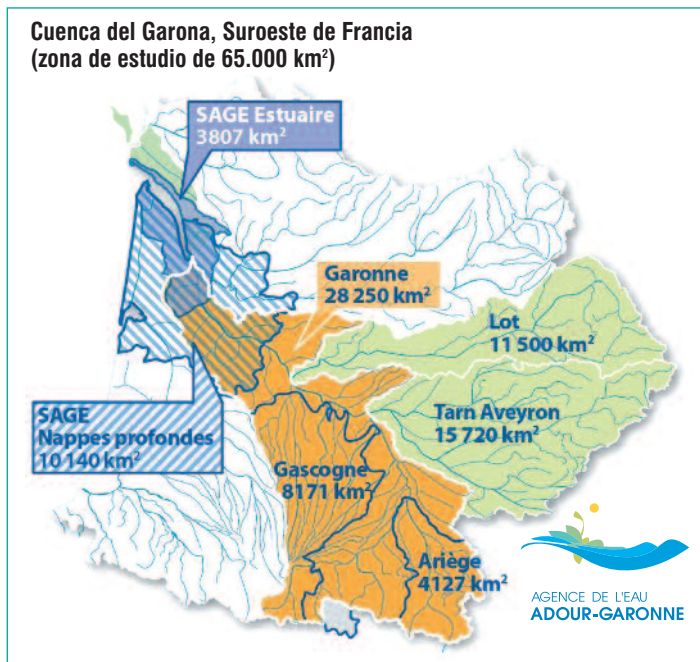 Cuenca del Garona, Suroeste de Francia
(zona de estudio de 65.000 km²)
SAGE Estuaire
3807 km²
Garonne
28 250 km²
Lot
11 500 km²
SAGE
Nappes profondes
10 140 km²
Tarn Aveyron
15 720 km²
Gascogne
8171 km²
Ariège
4127 km²
AGENCE DE L'EAU
ADOUR-GARONNE